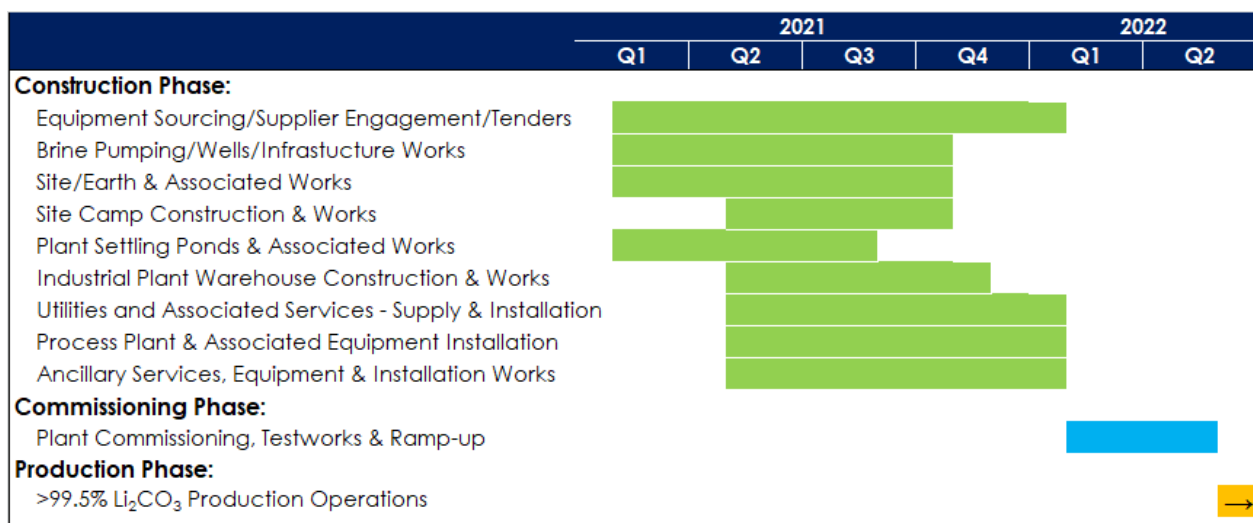 2021 2022
Q1 Q2 Q3 Q4 Q1 Q2
Construction Phase:
Equipment Sourcing/Supplier Engagement/Tenders
Brine Pumping/Wells/Infrastucture Works
Site/Earth & Associated Works
Site Camp Construction & Works
Plant Settling Ponds & Associated Works
Industrial Plant Warehouse Construction & Works
Utilities and Associated Services - Supply & Installation
Process Plant & Associated Equipment Installation
Ancillary Services, Equipment & Installation Works
Commissioning Phase:
Plant Commissioning, Testworks & Ramp-up
Production Phase:
>99.5% Li₂CO₃ Production Operations →